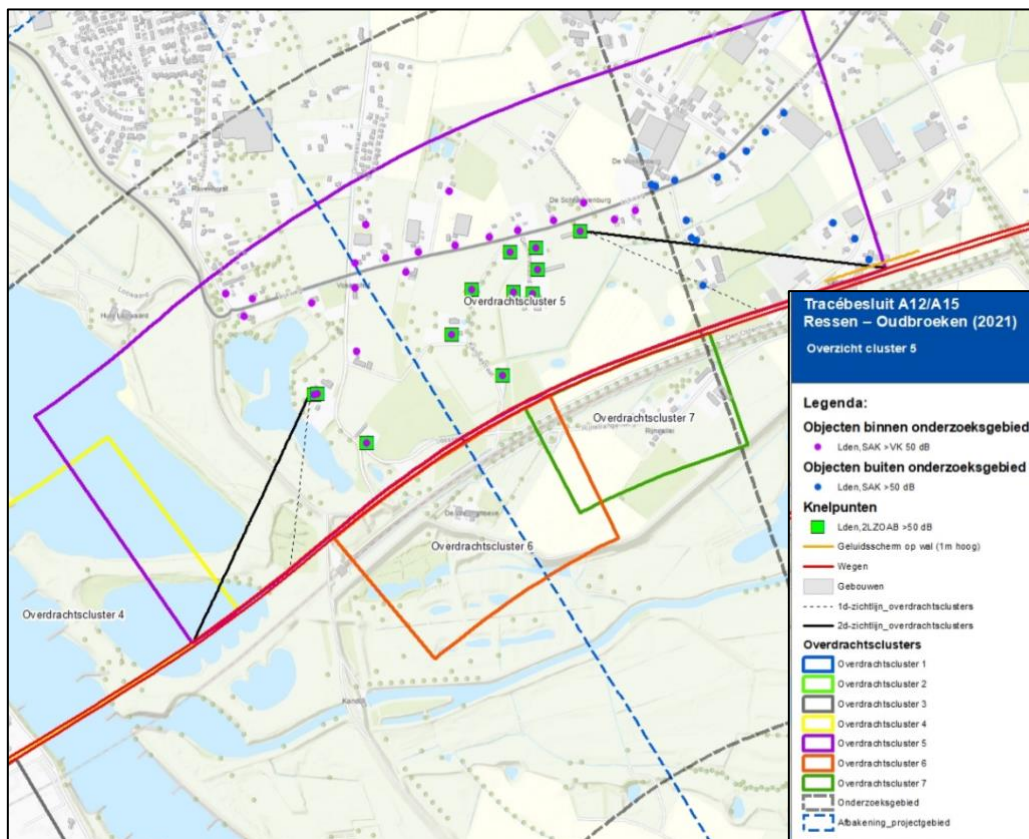 De Schaarenburg
Overdrachtscluster 5
Overdrachtscluster 7
Overdrachtscluster 6
Overdrachtscluster 4
Kandia
Tracébesluit A12/A15
Ressen – Oudbroeken (2021)
Overzicht cluster 5
Legenda:
Objecten binnen onderzoeksgebied
Lden,SAK >VK 50 dB
Objecten buiten onderzoeksgebied
Lden,SAK >50 dB
Knelpunten
Lden,2LZOAB >50 dB
Geluidsscherm op wal (1m hoog)
Wegen
Gebouwen
1d-zichtlijn_overdrachtsclusters
2d-zichtlijn_overdrachtsclusters
Overdrachtsclusters
Overdrachtscluster 1
Overdrachtscluster 2
Overdrachtscluster 3
Overdrachtscluster 4
Overdrachtscluster 5
Overdrachtscluster 6
Overdrachtscluster 7
Onderzoeksgebied
Afbakening_projectgebied